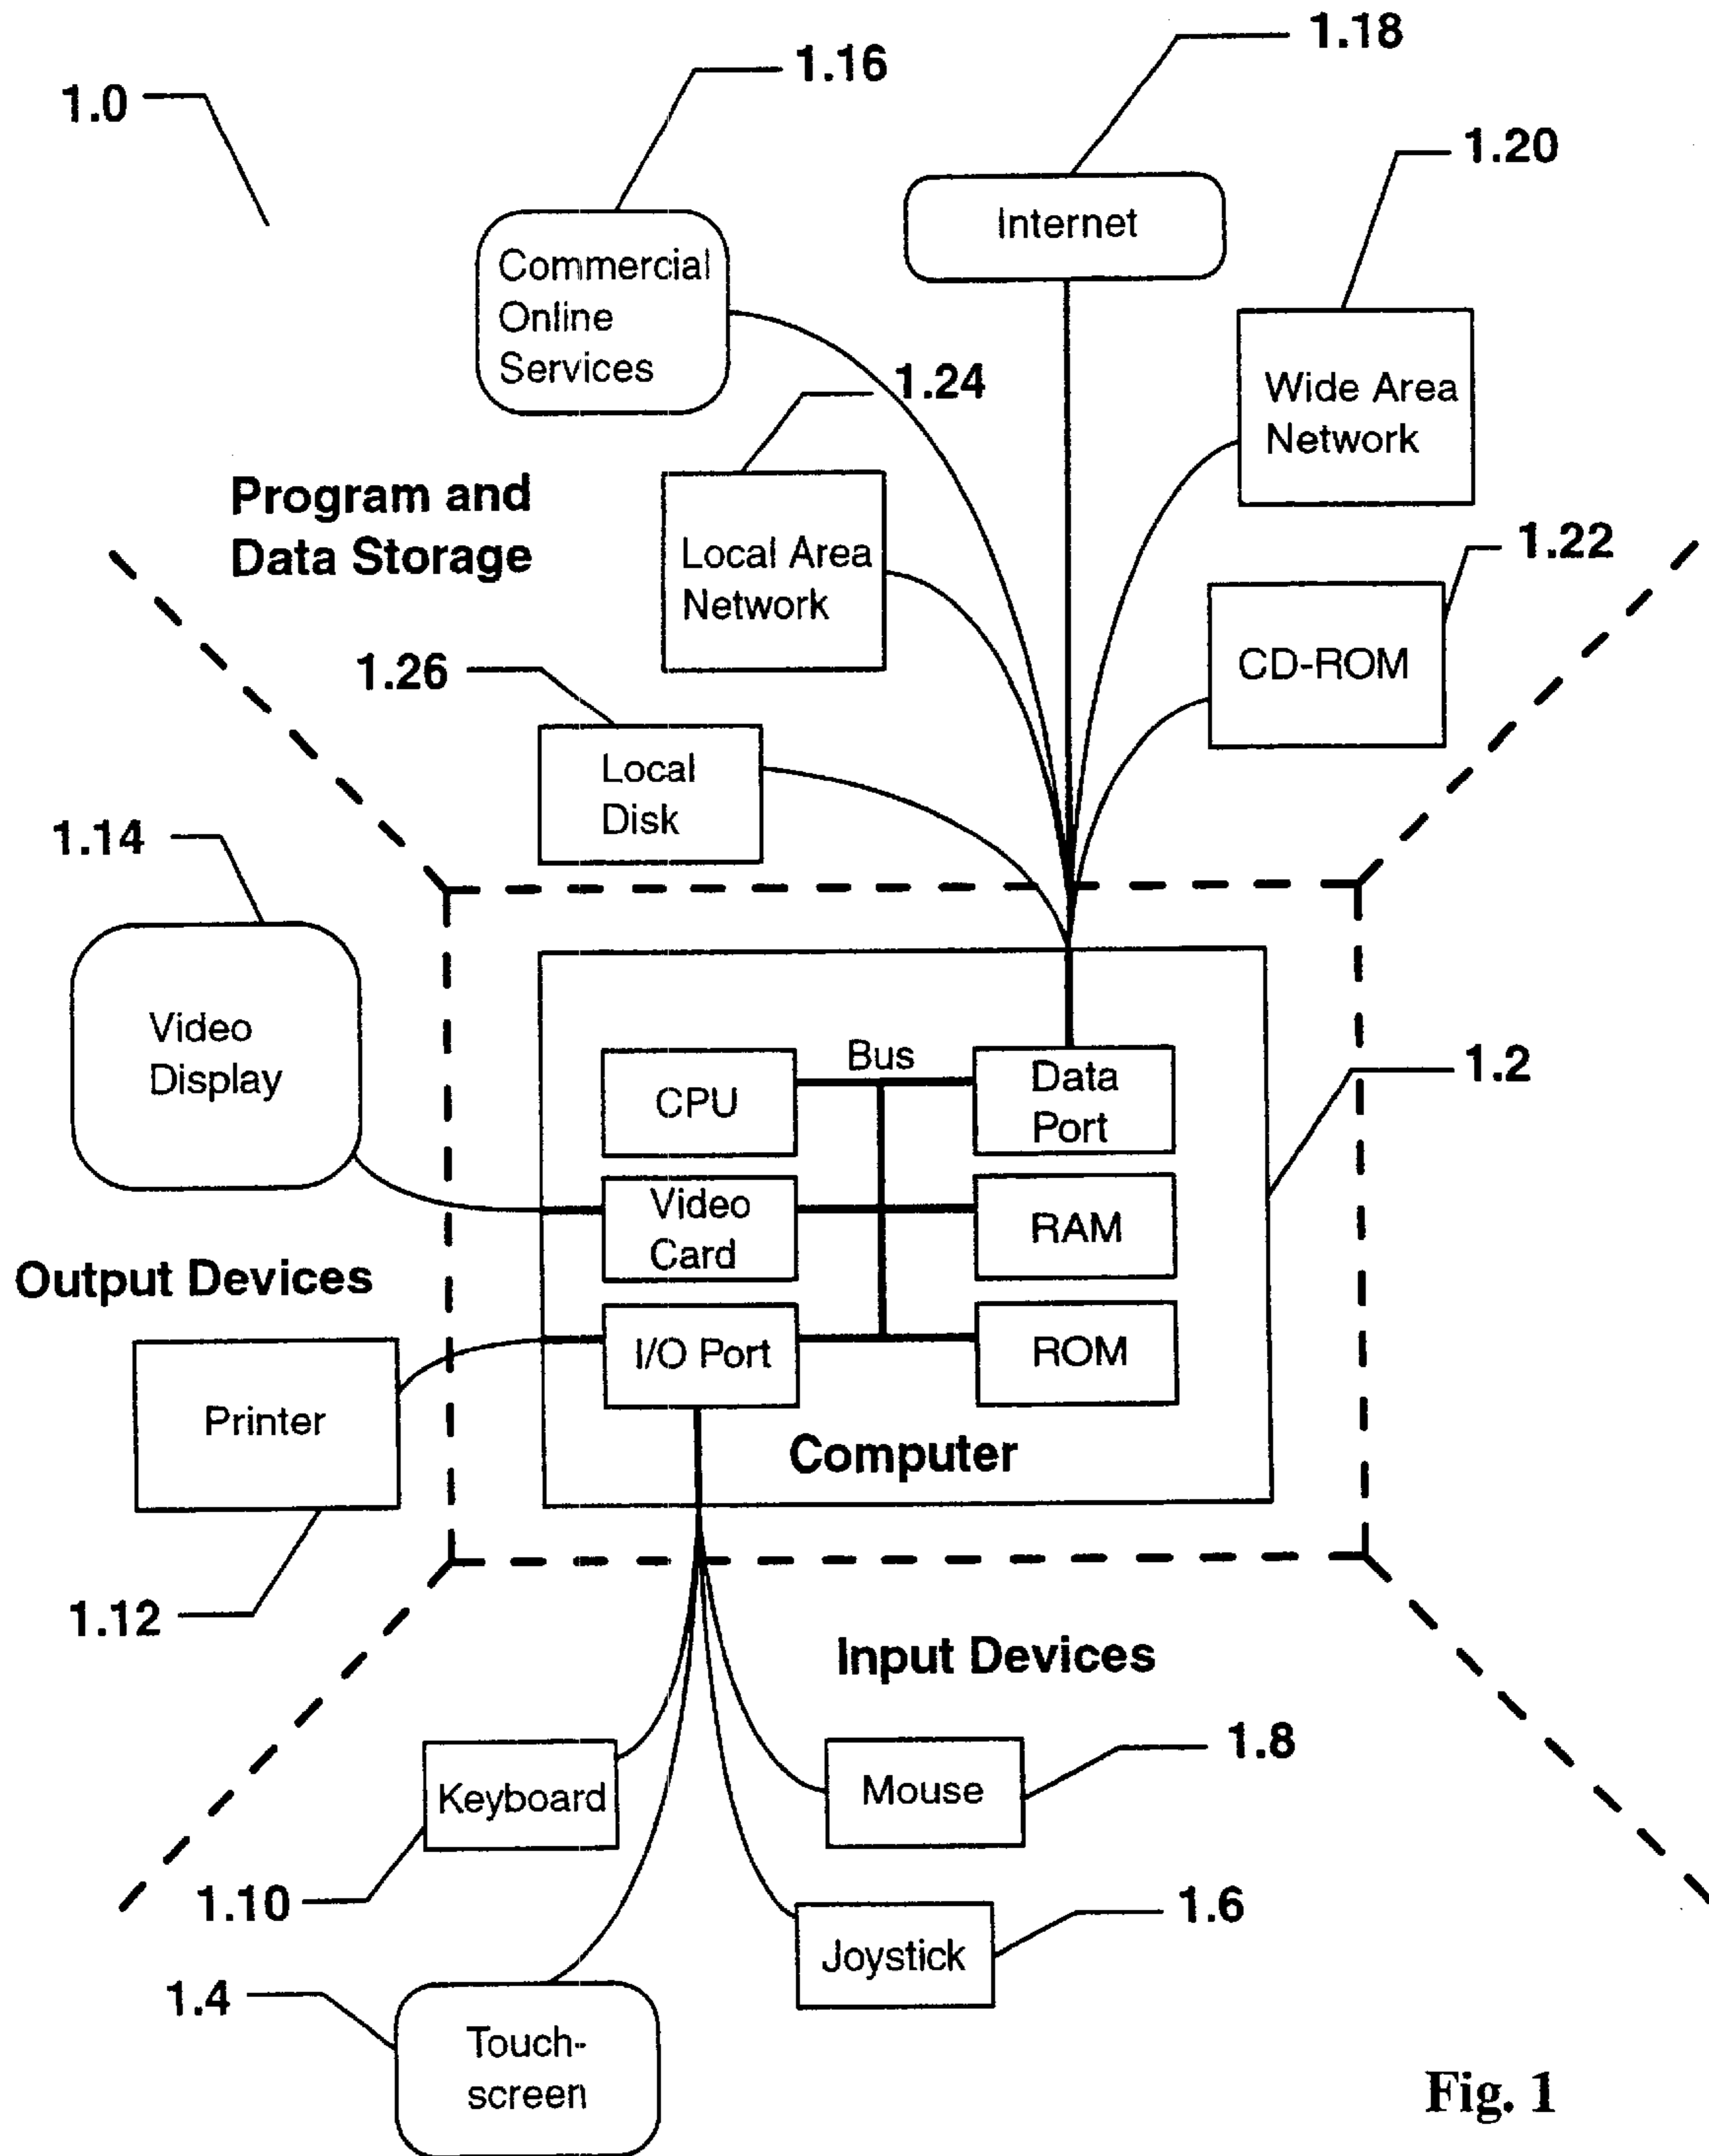 1.18
1.16
1.0
1.20
Internet
Commercial
Online
Services
1.24
Wide Area
Network
Program and
Data Storage
Local Area
Network
1.22
CD-ROM
1.26
Local
Disk
1.14
Video
Display
Bus
CPU
Data
Port
1.2
Video
Card
RAM
Output Devices
I/O Port
ROM
Printer
Computer
1.12
Input Devices
1.8
Keyboard
Mouse
1.10
1.6
Joystick
1.4
Touch-
screen
Fig. 1